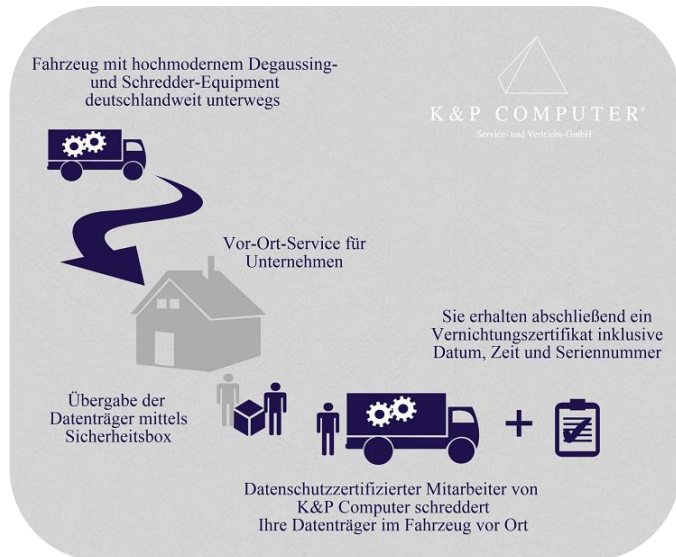 Fahrzeug mit hochmodernem Degaussing-
und Schredder-Equipment
deutschlandweit unterwegs
K&P COMPUTER®
Service- und Vertriebs-GmbH
Vor-Ort-Service für
Unternehmen
Sie erhalten abschließend ein
Vernichtungszertifikat inklusive
Datum, Zeit und Seriennummer
Übergabe der
Datenträger mittels
Sicherheitsbox
Datenschutzzertifizierter Mitarbeiter von
K&P Computer schreddert
Ihre Datenträger im Fahrzeug vor Ort